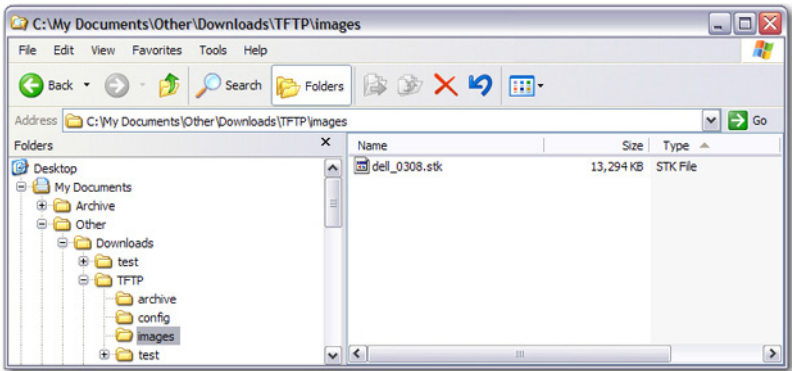 C:\My Documents\Other\Downloads\TFTP\images
File Edit View Favorites Tools Help
Back Search Folders
Address C:\My Documents\Other\Downloads\TFTP\images Go
Folders x Name Size Type
Desktop dell_0308.stk 13,294 KB STK File
My Documents
Archive
Other
Downloads
test
TFTP
archive
config
images
test